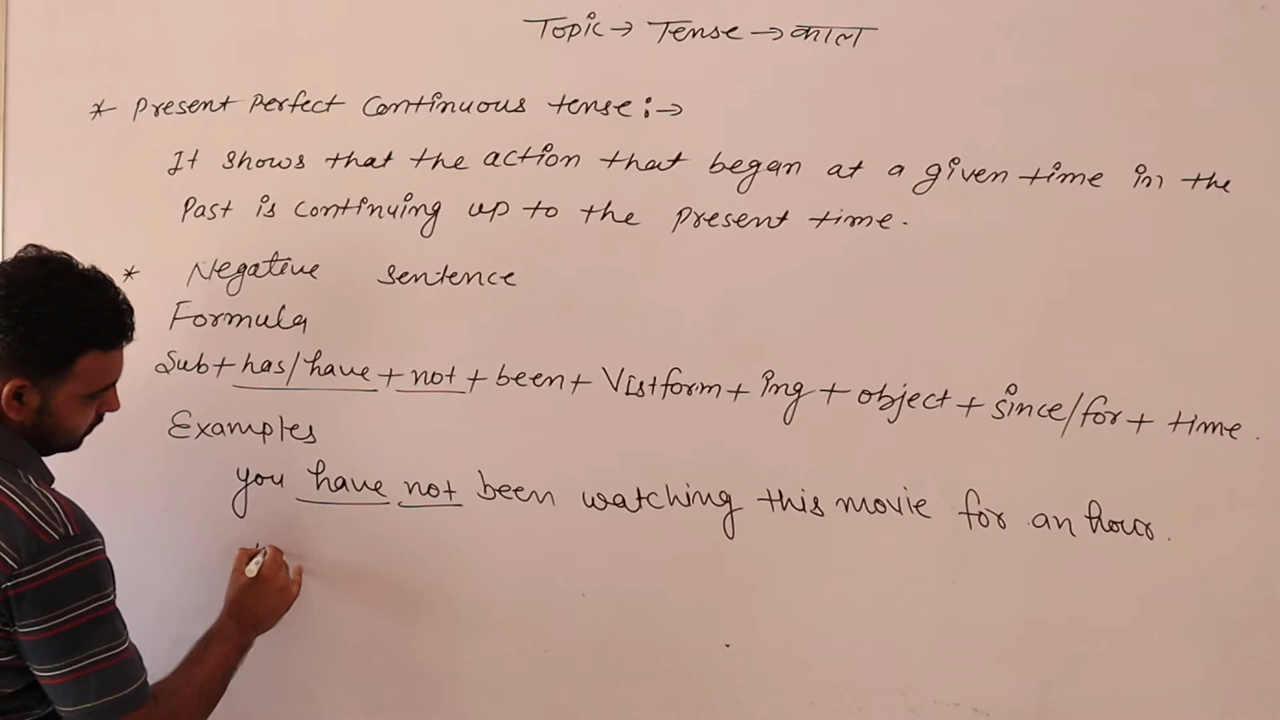 Topic → Tense → काल
* Present Perfect Continuous tense :→
It shows that the action that began at a given time in the
Past is continuing up to the present time.
* Negative sentence
Formula
Sub + has/have + not + been + V1st form + ing + object + since/for + time.
Examples
you have not been watching this movie for an hour.